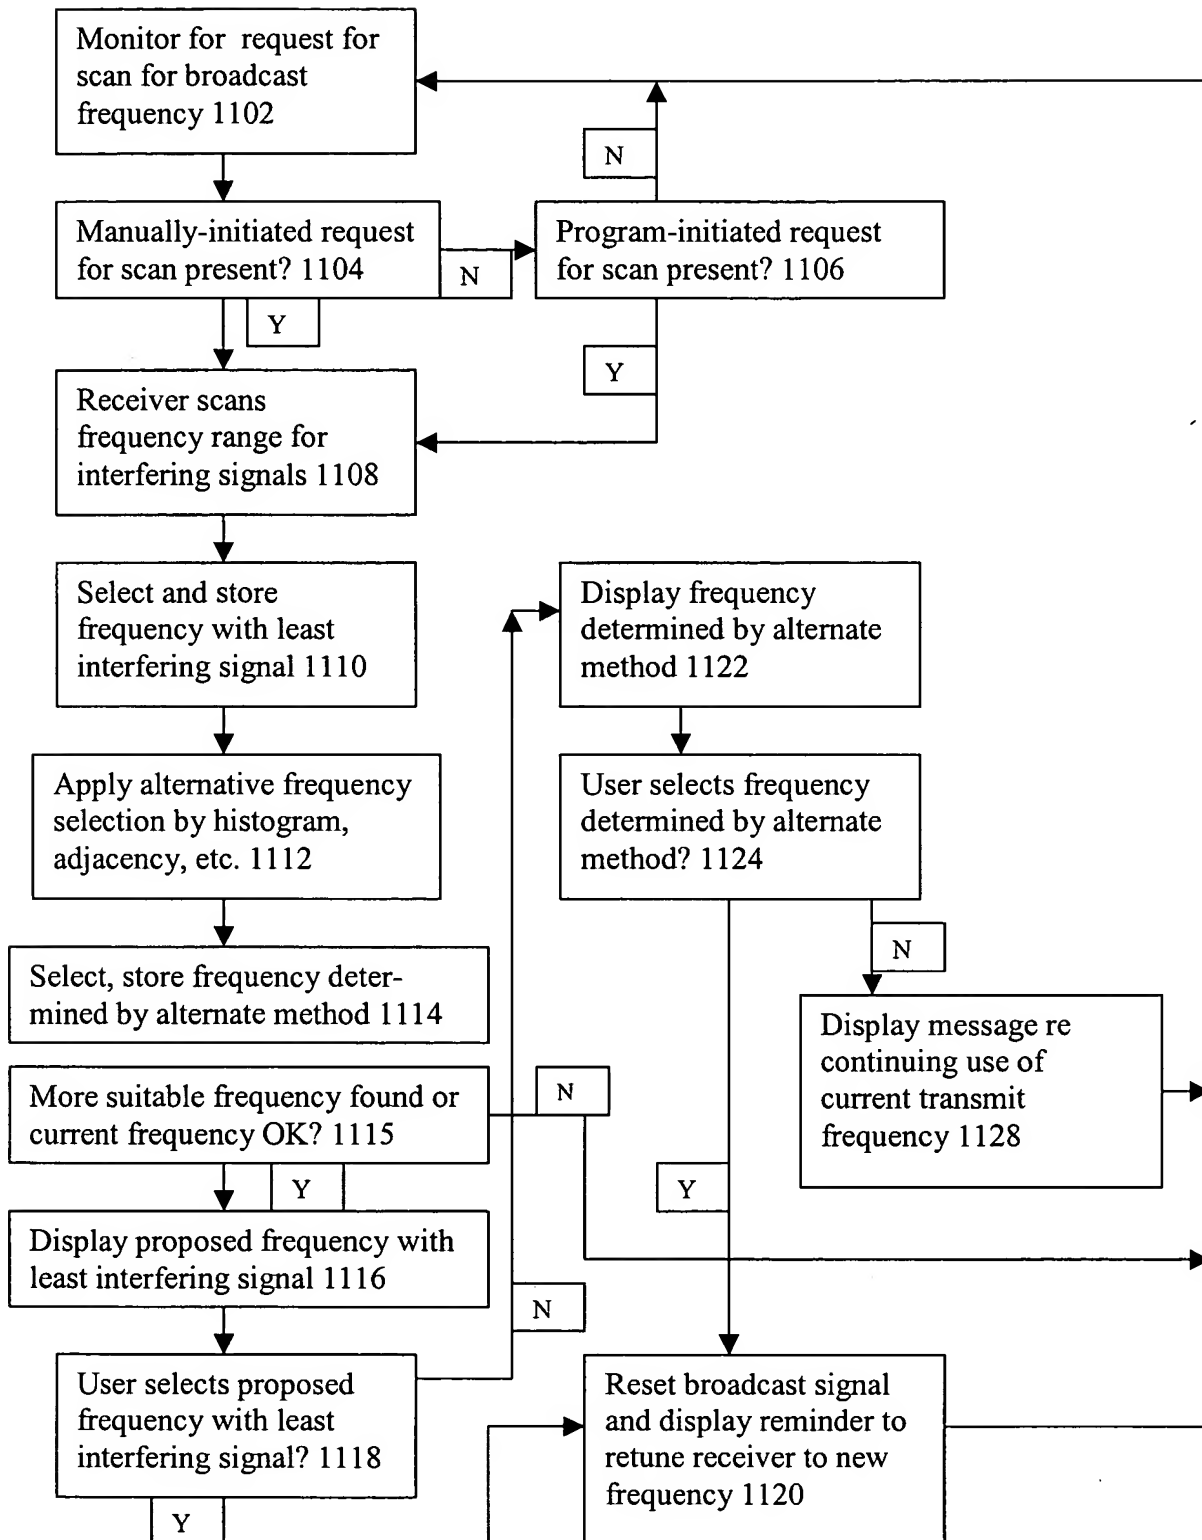 Monitor for request for
scan for broadcast
frequency 1102
N
Manually-initiated request
for scan present? 1104
N
Program-initiated request
for scan present? 1106
Y
Y
Receiver scans
frequency range for
interfering signals 1108
Select and store
frequency with least
interfering signal 1110
Display frequency
determined by alternate
method 1122
Apply alternative frequency
selection by histogram,
adjacency, etc. 1112
User selects frequency
determined by alternate
method? 1124
N
Select, store frequency deter-
mined by alternate method 1114
Display message re
continuing use of
current transmit
frequency 1128
More suitable frequency found or
current frequency OK? 1115
N
Y
Y
Display proposed frequency with
least interfering signal 1116
N
User selects proposed
frequency with least
interfering signal? 1118
Y
Reset broadcast signal
and display reminder to
retune receiver to new
frequency 1120